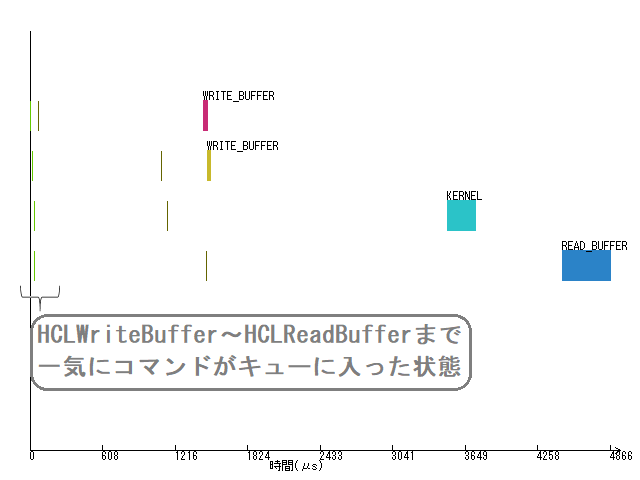 WRITE_BUFFER
WRITE_BUFFER
KERNEL
READ_BUFFER
HCLWriteBuffer～HCLReadBufferまで
一気にコマンドがキューに入った状態
0 608 1216 1824 2433 3041 3649 4258 4866
時間(μs)